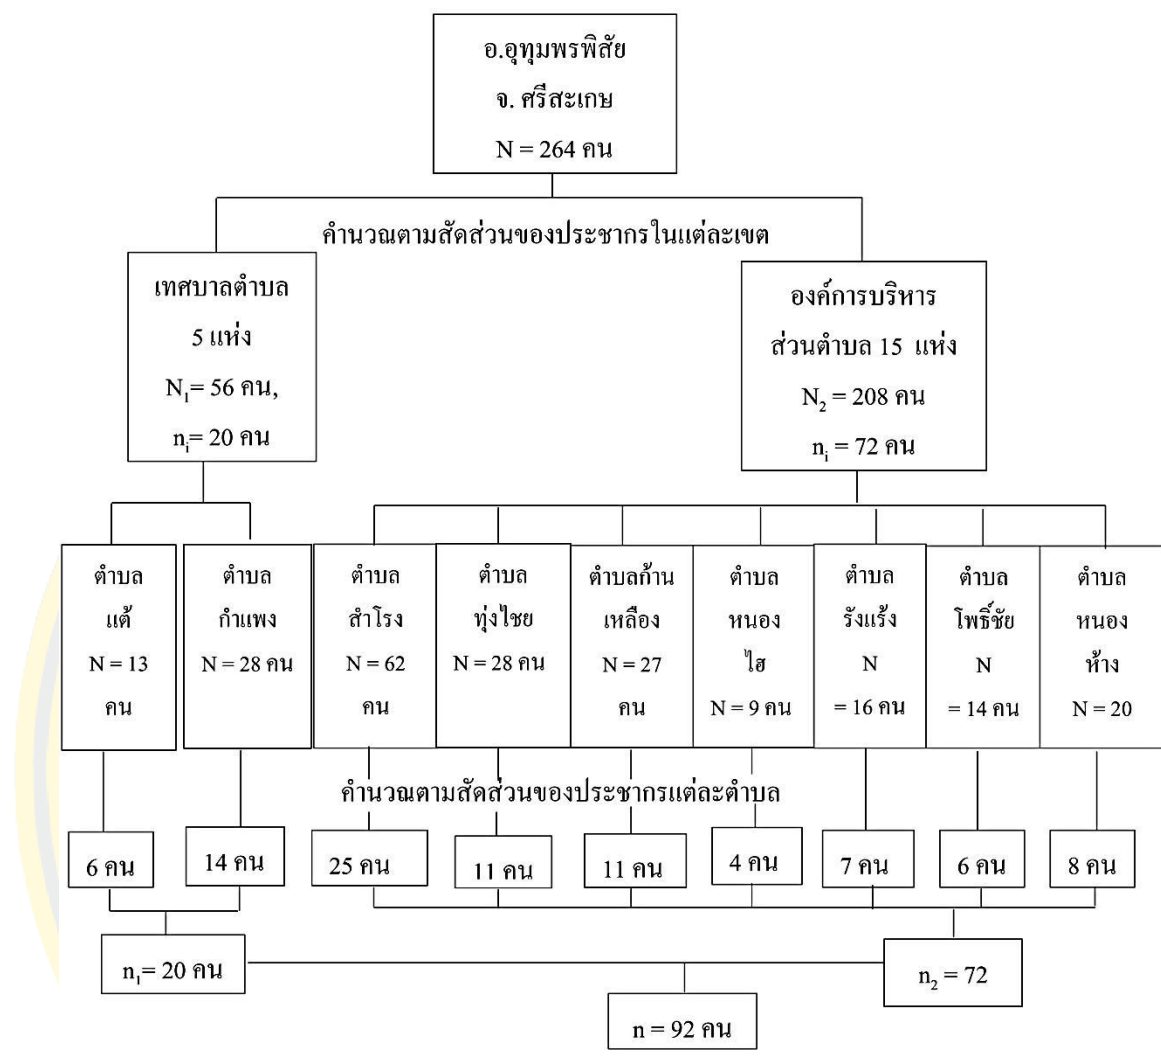 อ.อุทุมพรพิสัย
จ. ศรีสะเกษ
N = 264 คน
คำนวณตามสัดส่วนของประชากรในแต่ละเขต
เทศบาลตำบล
5 แห่ง
N₁= 56 คน,
nᵢ= 20 คน
องค์การบริหาร
ส่วนตำบล 15 แห่ง
N₂ = 208 คน
nᵢ = 72 คน
ตำบล
แต้
N = 13
คน
ตำบล
กำแพง
N = 28 คน
ตำบล
สำโรง
N = 62
คน
ตำบล
ทุ่งไชย
N = 28 คน
ตำบลก้าน
เหลือง
N = 27
คน
ตำบล
หนอง
ไฮ
N = 9 คน
ตำบล
รังแร้ง
N
= 16 คน
ตำบล
โพธิ์ชัย
N
= 14 คน
ตำบล
หนอง
ห้าง
N = 20
คำนวณตามสัดส่วนของประชากรแต่ละตำบล
6 คน
14 คน
25 คน
11 คน
11 คน
4 คน
7 คน
6 คน
8 คน
n₁= 20 คน
n₂ = 72
n = 92 คน